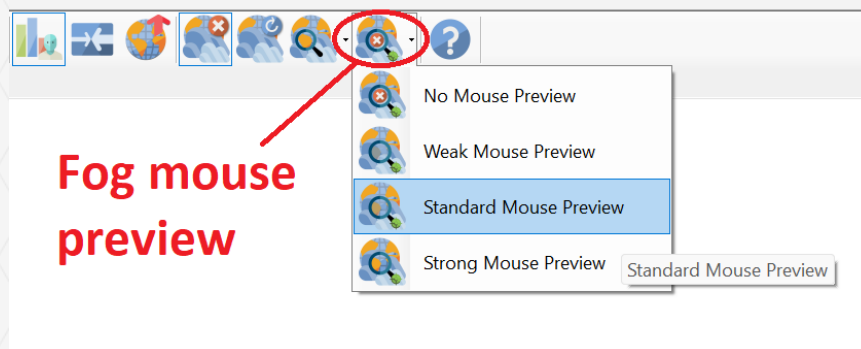 No Mouse Preview
Weak Mouse Preview
Fog mouse
preview
Standard Mouse Preview
Strong Mouse Preview
Standard Mouse Preview